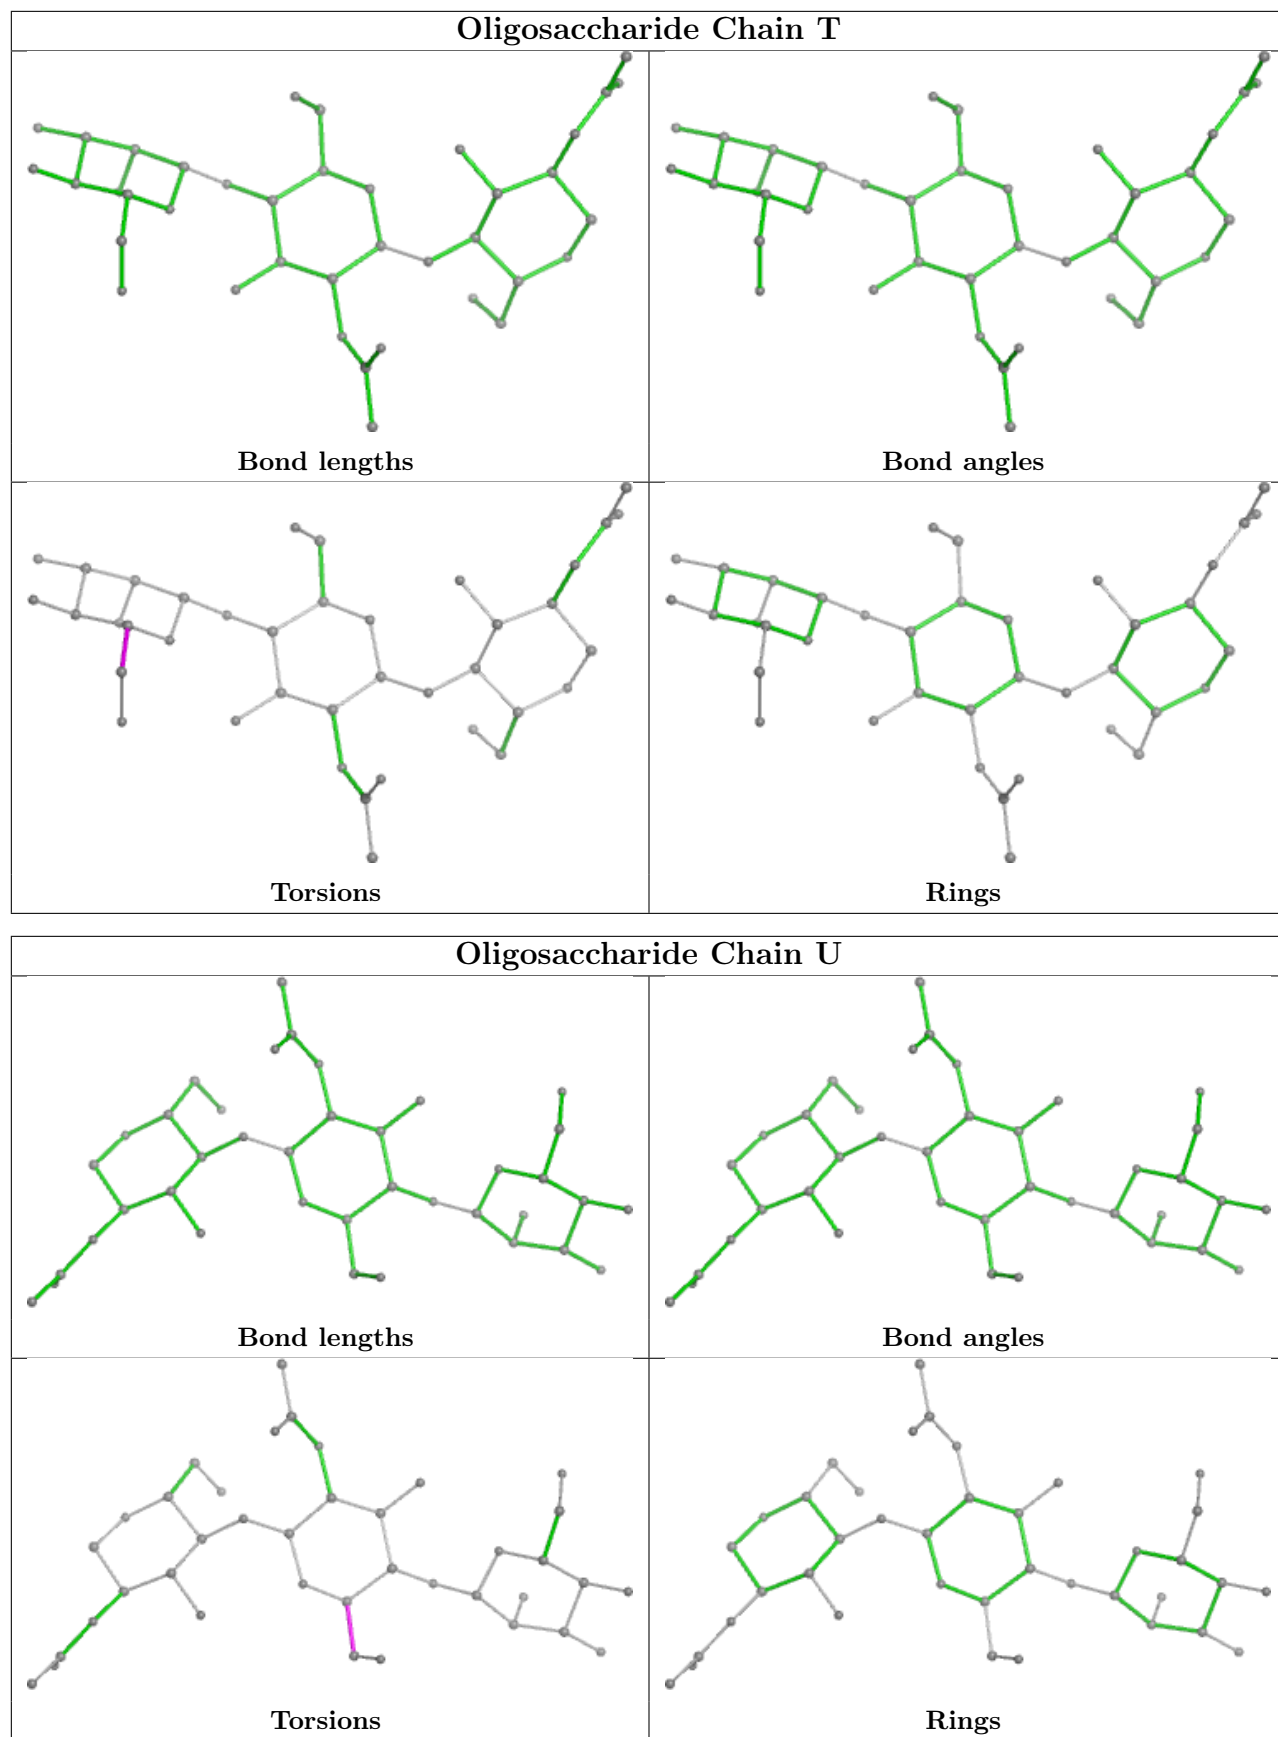 Oligosaccharide Chain T
Bond lengths
Bond angles
Torsions
Rings
Oligosaccharide Chain U
Bond lengths
Bond angles
Torsions
Rings